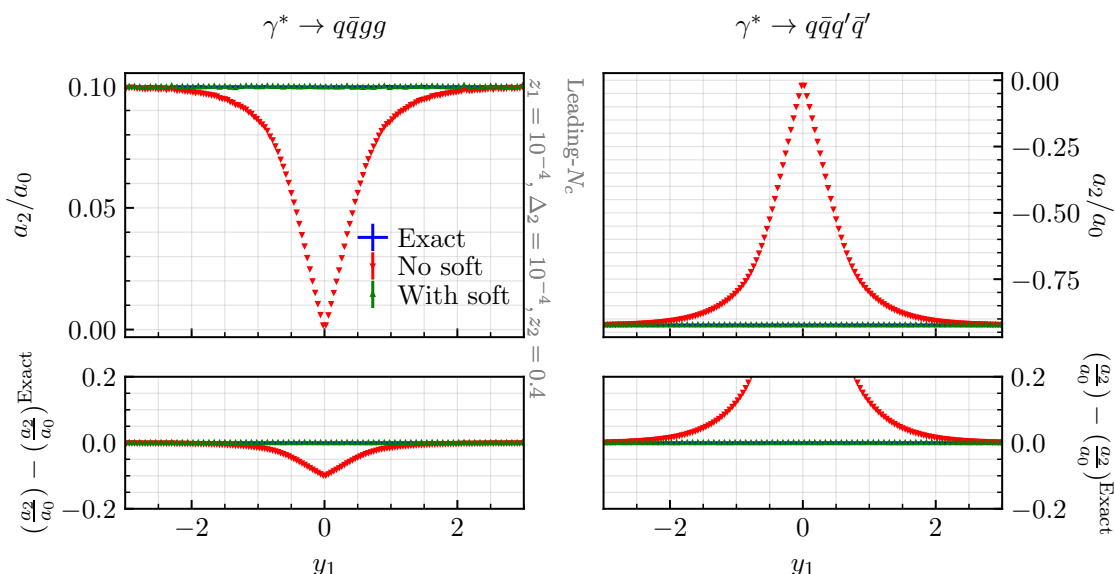 γ* → qq̄gg
γ* → qq̄q′q̄′
0.10
0.05
0.00
a₂/a₀
Exact
No soft
With soft
z₁ = 10⁻⁴, Δ₂ = 10⁻⁴, z₂ = 0.4
Leading-N_c
0.00
−0.25
−0.50
−0.75
a₂/a₀
0.2
0.0
−0.2
(a₂/a₀) − (a₂/a₀)^Exact
−2
0
2
y₁
0.2
0.0
−0.2
(a₂/a₀) − (a₂/a₀)^Exact
−2
0
2
y₁